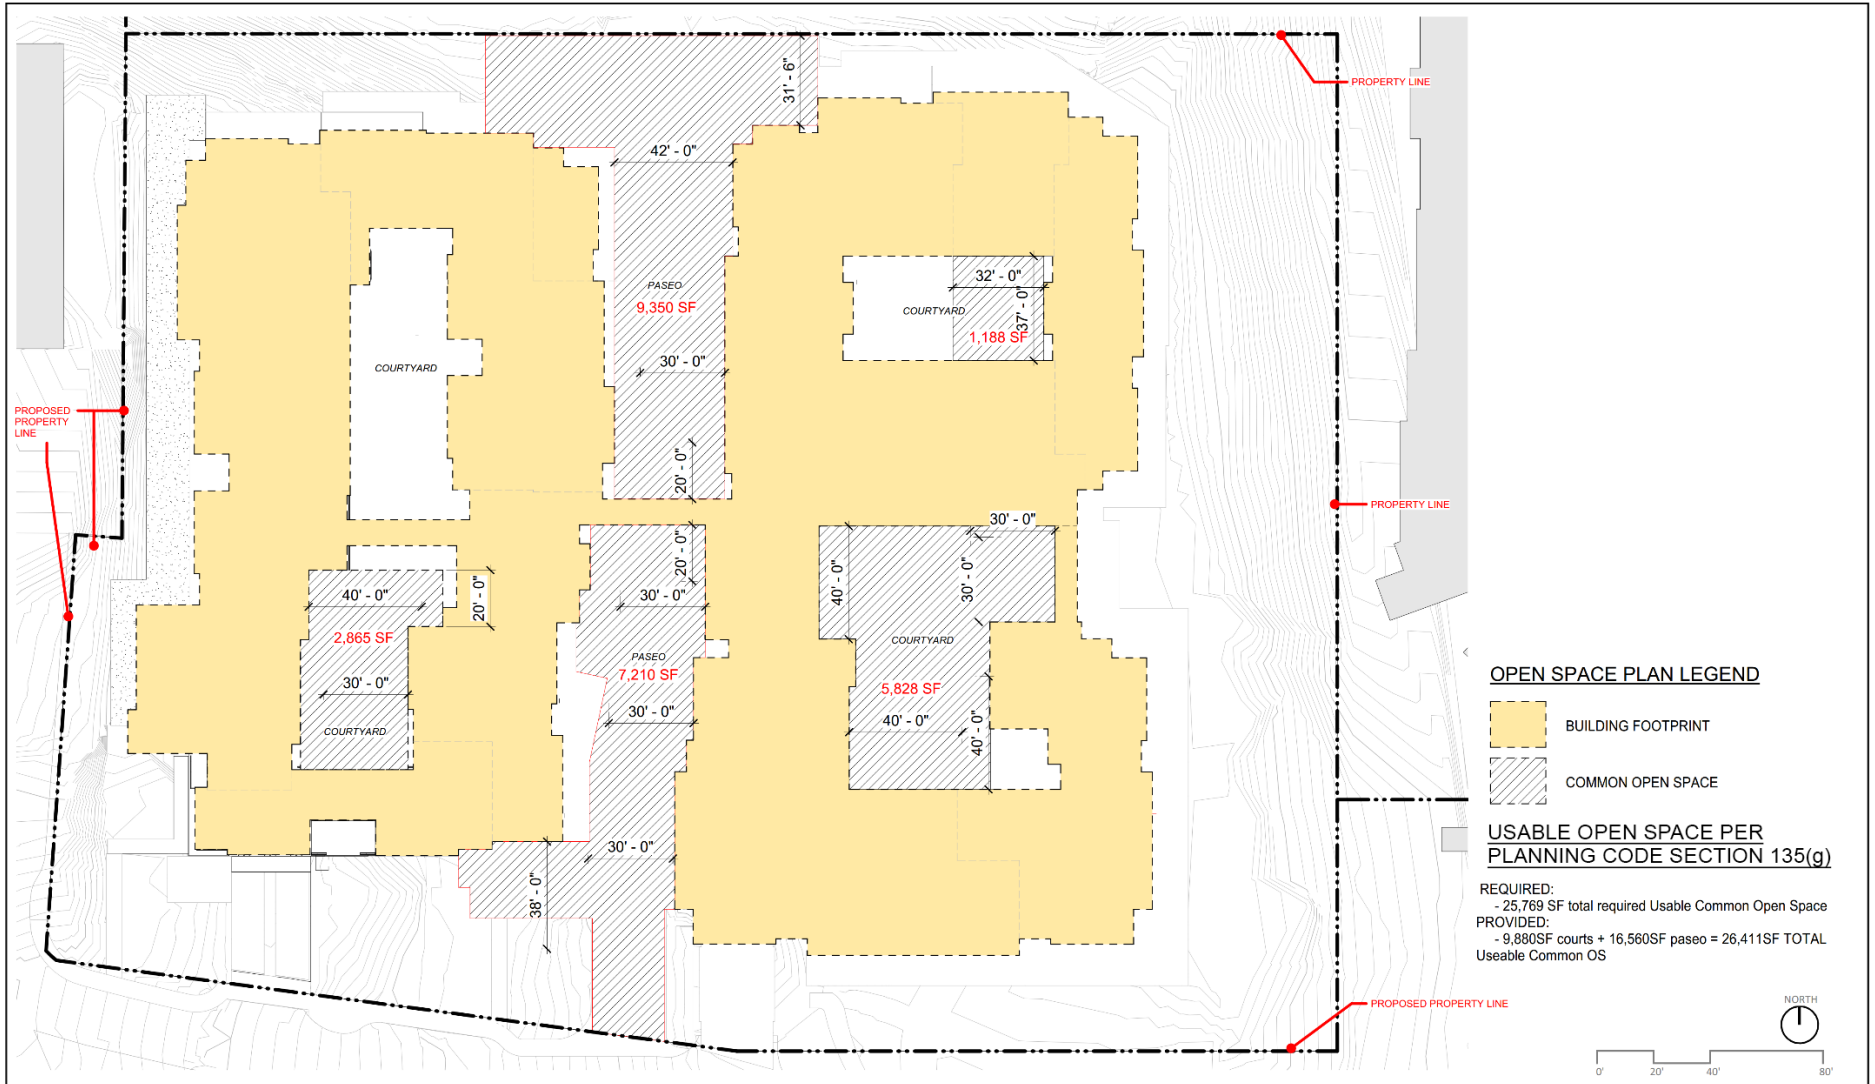 PROPERTY LINE
31' - 6"
42' - 0"
PASEO
9,350 SF
32' - 0"
COURTYARD
37' - 0"
1,188 SF
30' - 0"
COURTYARD
PROPOSED
PROPERTY
LINE
20' - 0"
PROPERTY LINE
30' - 0"
20' - 0"
40' - 0"
30' - 0"
40' - 0"
20' - 0"
30' - 0"
2,865 SF
COURTYARD
PASEO
7,210 SF
5,828 SF
30' - 0"
30' - 0"
40' - 0"
40' - 0"
COURTYARD
30' - 0"
38' - 0"
OPEN SPACE PLAN LEGEND
BUILDING FOOTPRINT
COMMON OPEN SPACE
USABLE OPEN SPACE PER
PLANNING CODE SECTION 135(g)
REQUIRED:
- 25,769 SF total required Usable Common Open Space
PROVIDED:
- 9,880SF courts + 16,560SF paseo = 26,411SF TOTAL
Useable Common OS
PROPOSED PROPERTY LINE
NORTH
0' 20' 40' 80'